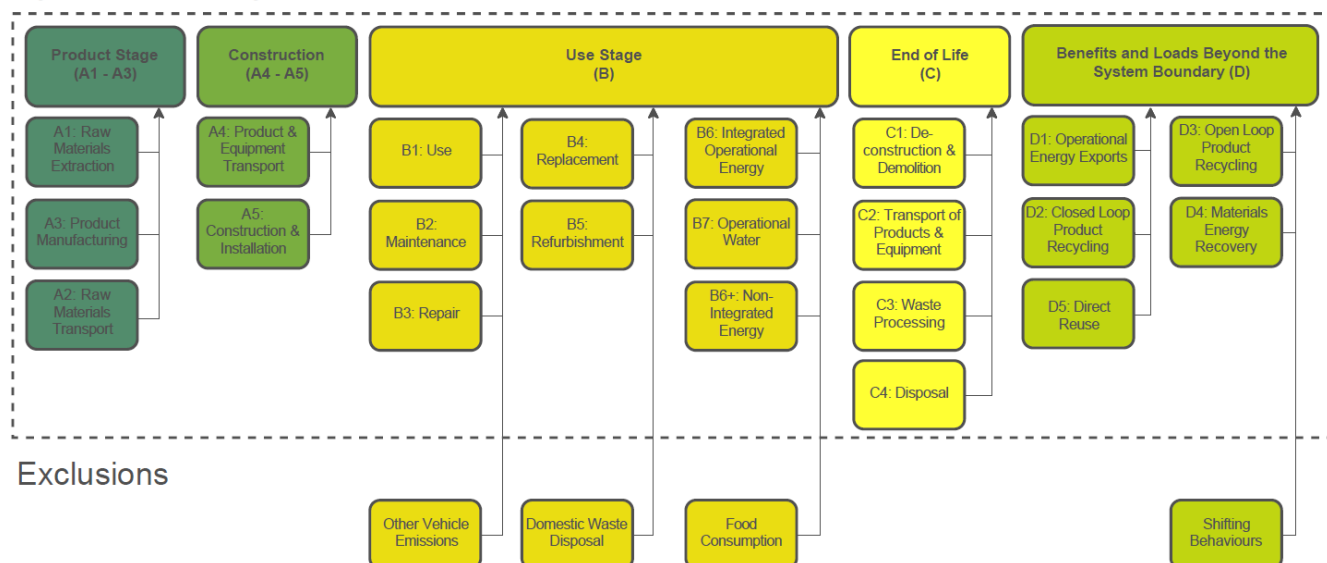 Product Stage
(A1 - A3)
Construction
(A4 - A5)
Use Stage
(B)
End of Life
(C)
Benefits and Loads Beyond the
System Boundary (D)
A1: Raw
Materials
Extraction
A3: Product
Manufacturing
A2: Raw
Materials
Transport
A4: Product &
Equipment
Transport
A5:
Construction &
Installation
B1: Use
B2:
Maintenance
B3: Repair
B4:
Replacement
B5:
Refurbishment
B6: Integrated
Operational
Energy
B7: Operational
Water
B6+: Non-
Integrated
Energy
C1: De-
construction &
Demolition
C2: Transport of
Products &
Equipment
C3: Waste
Processing
C4: Disposal
D1: Operational
Energy Exports
D2: Closed Loop
Product
Recycling
D5: Direct
Reuse
D3: Open Loop
Product
Recycling
D4: Materials
Energy
Recovery
Exclusions
Other Vehicle
Emissions
Domestic Waste
Disposal
Food
Consumption
Shifting
Behaviours